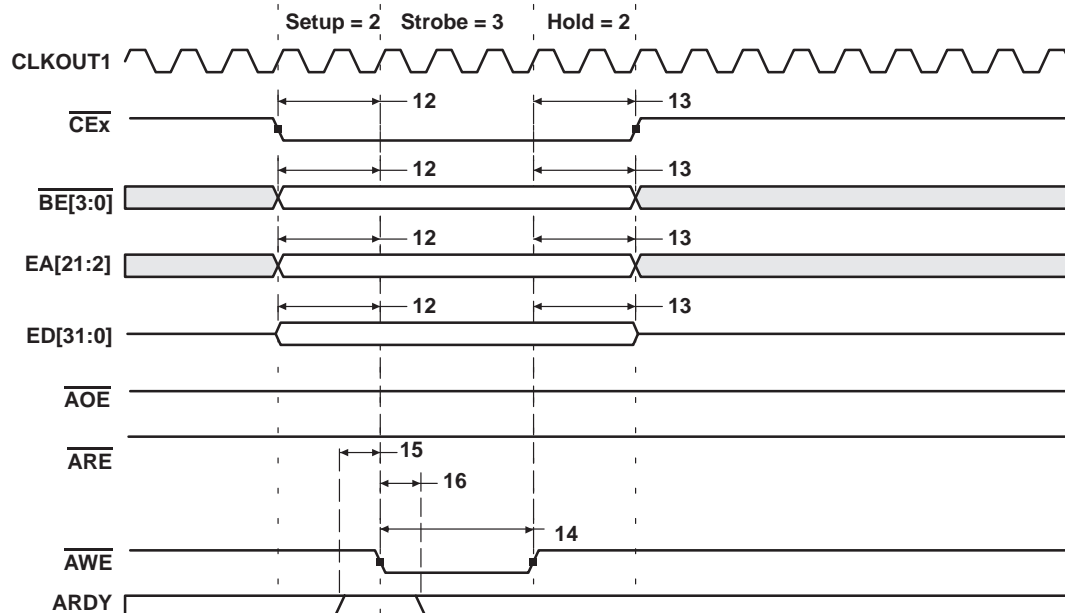 Setup = 2 Strobe = 3 Hold = 2
CLKOUT1
12 13
CEx
12 13
BE[3:0]
12 13
EA[21:2]
12 13
ED[31:0]
AOE
15
ARE
16
14
AWE
ARDY